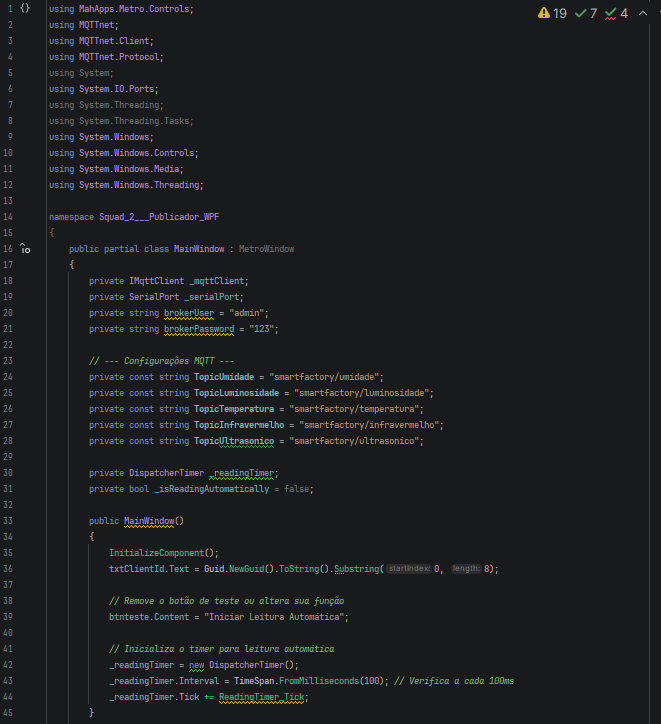 1 {} using MahApps.Metro.Controls; 19 7 4
2 using MQTTnet;
3 using MQTTnet.Client;
4 using MQTTnet.Protocol;
5 using System;
6 using System.IO.Ports;
7 using System.Threading;
8 using System.Threading.Tasks;
9 using System.Windows;
10 using System.Windows.Controls;
11 using System.Windows.Media;
12 using System.Windows.Threading;
13
14 namespace Squad_2___Publicador_WPF
15 {
16 public partial class MainWindow : MetroWindow
17 {
18 private IMqttClient _mqttClient;
19 private SerialPort _serialPort;
20 private string brokerUser = "admin";
21 private string brokerPassword = "123";
22
23 // --- Configurações MQTT ---
24 private const string TopicUmidade = "smartfactory/umidade";
25 private const string TopicLuminosidade = "smartfactory/luminosidade";
26 private const string TopicTemperatura = "smartfactory/temperatura";
27 private const string TopicInfravermelho = "smartfactory/infravermelho";
28 private const string TopicUltrasonico = "smartfactory/ultrasonico";
29
30 private DispatcherTimer _readingTimer;
31 private bool _isReadingAutomatically = false;
32
33 public MainWindow()
34 {
35 InitializeComponent();
36 txtClientId.Text = Guid.NewGuid().ToString().Substring( startIndex: 0, length: 8);
37
38 // Remove o botão de teste ou altera sua função
39 btnteste.Content = "Iniciar Leitura Automática";
40
41 // Inicializa o timer para leitura automática
42 _readingTimer = new DispatcherTimer();
43 _readingTimer.Interval = TimeSpan.FromMilliseconds(100); // Verifica a cada 100ms
44 _readingTimer.Tick += ReadingTimer_Tick;
45 }